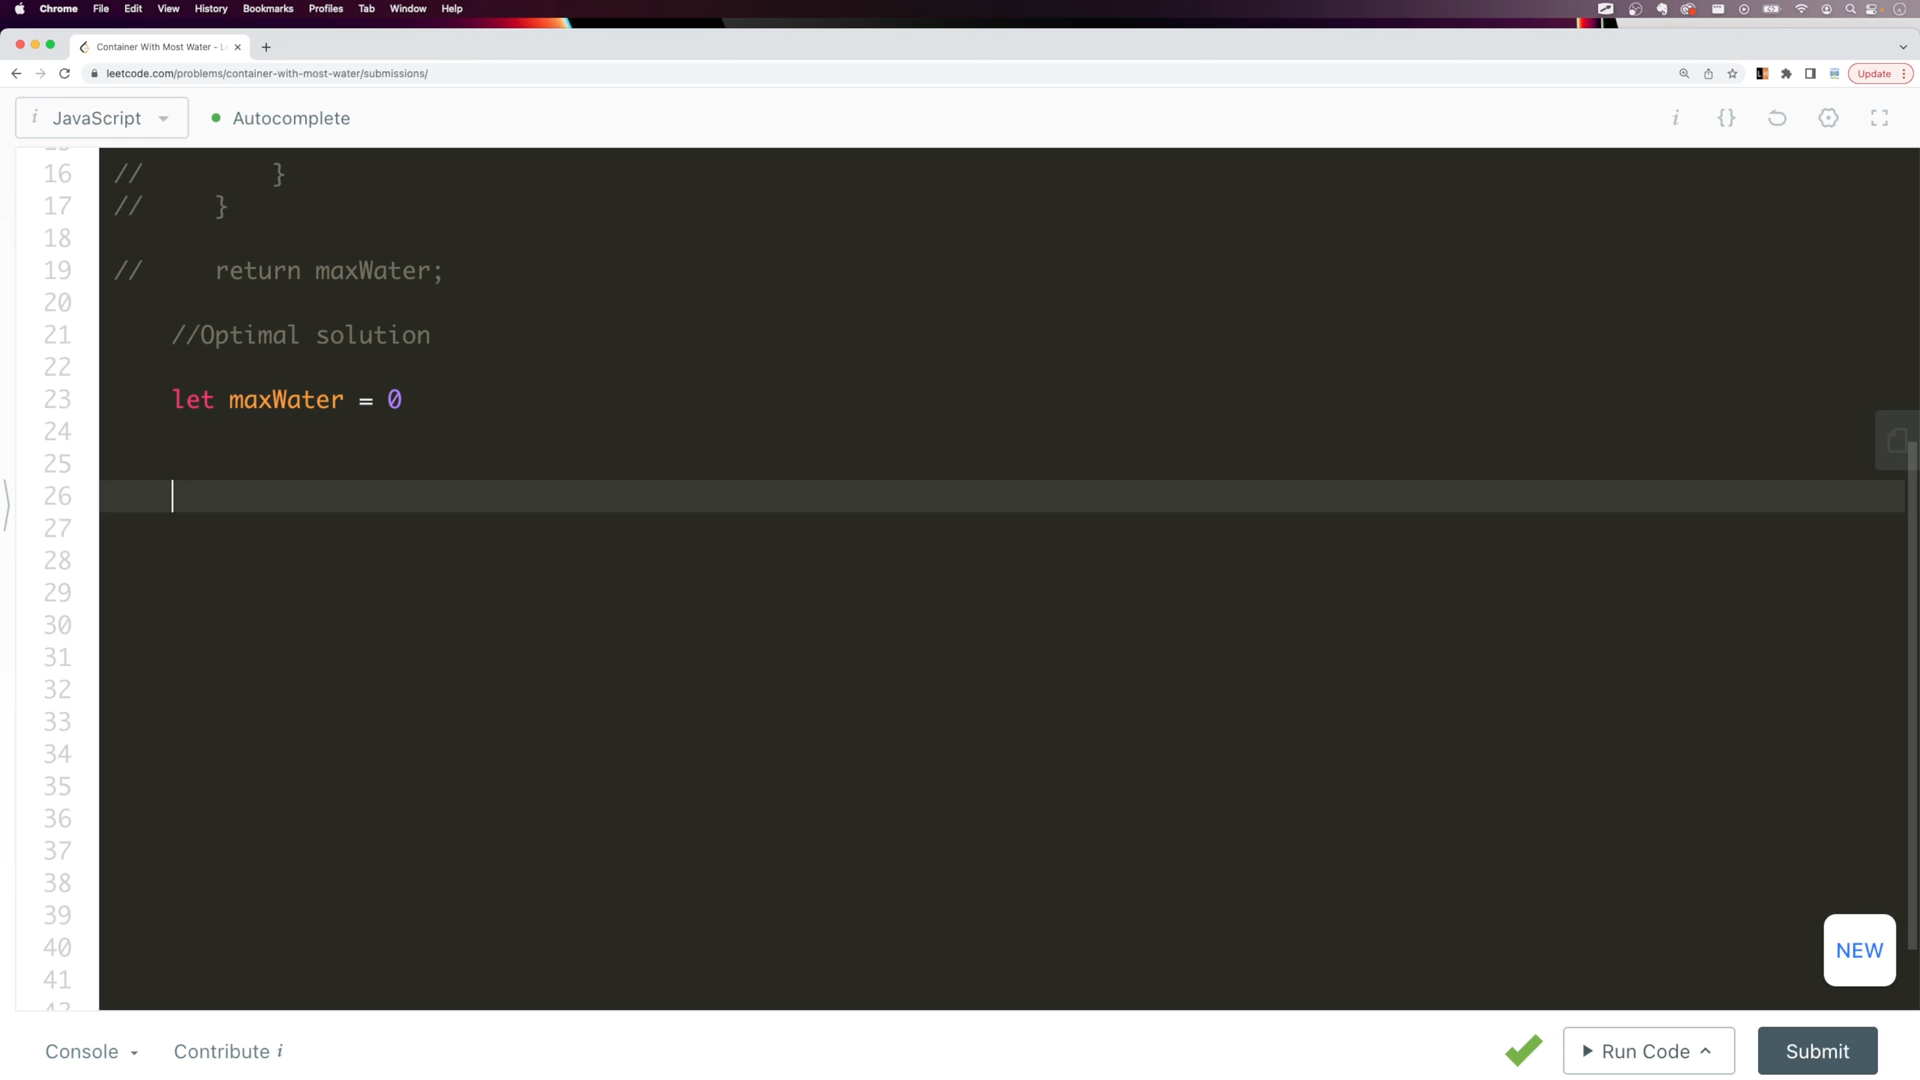 Chrome File Edit View History Bookmarks Profiles Tab Window Help
Container With Most Water - L
leetcode.com/problems/container-with-most-water/submissions/
Update
i JavaScript Autocomplete i {}
16 // }
17 // }
18
19 // return maxWater;
20
21 //Optimal solution
22
23 let maxWater = 0
24
25
26
27
28
29
30
31
32
33
34
35
36
37
38
39
40
41
NEW
Console Contribute i Run Code Submit